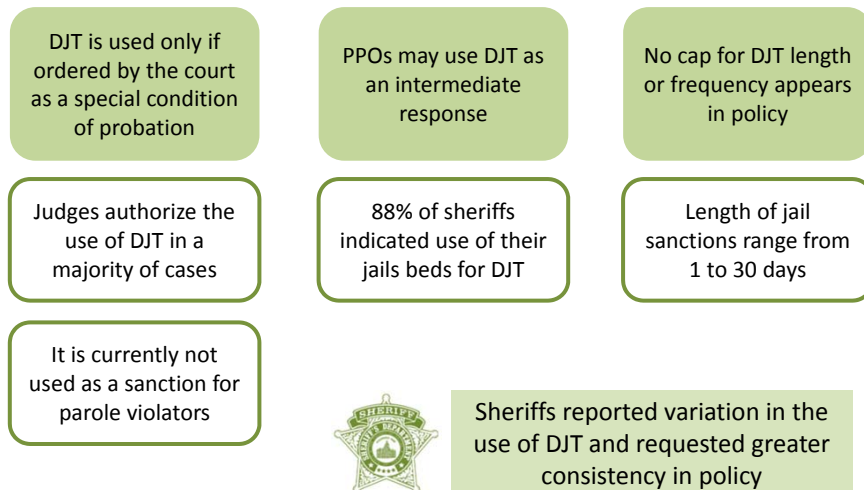 DJT is used only if
ordered by the court
as a special condition
of probation
Judges authorize the
use of DJT in a
majority of cases
It is currently not
used as a sanction for
parole violators
PPOs may use DJT as
an intermediate
response
88% of sheriffs
indicated use of their
jails beds for DJT
No cap for DJT length
or frequency appears
in policy
Length of jail
sanctions range from
1 to 30 days
SHERIFF
Sheriffs reported variation in the
use of DJT and requested greater
consistency in policy